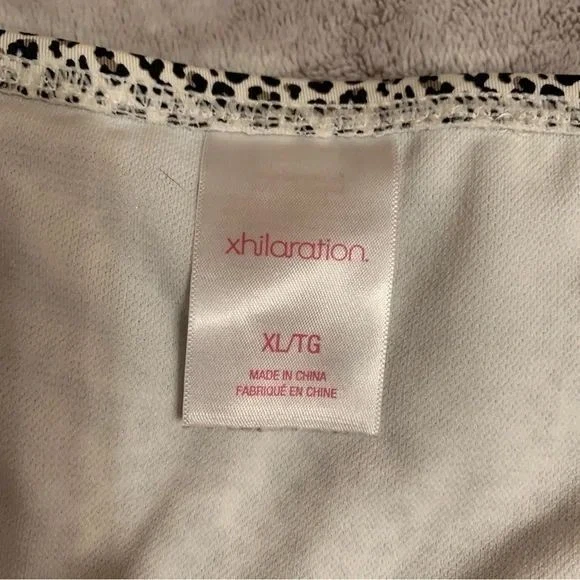 xhilaration.
XL/TG
MADE IN CHINA
FABRIQUÉ EN CHINE